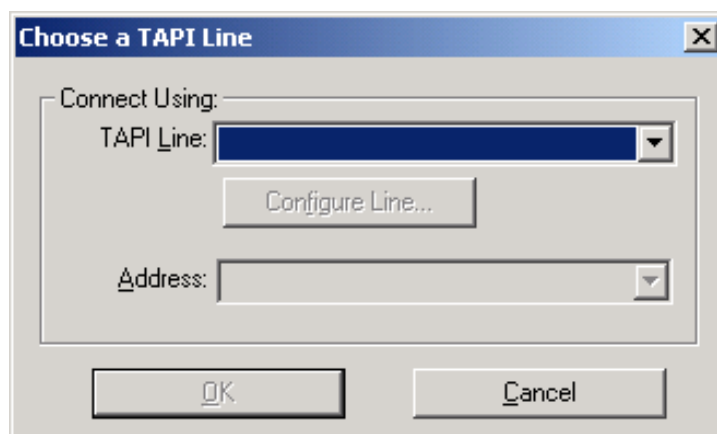 Choose a TAPI Line
Connect Using:
TAPI Line:
Configure Line...
Address:
OK
Cancel